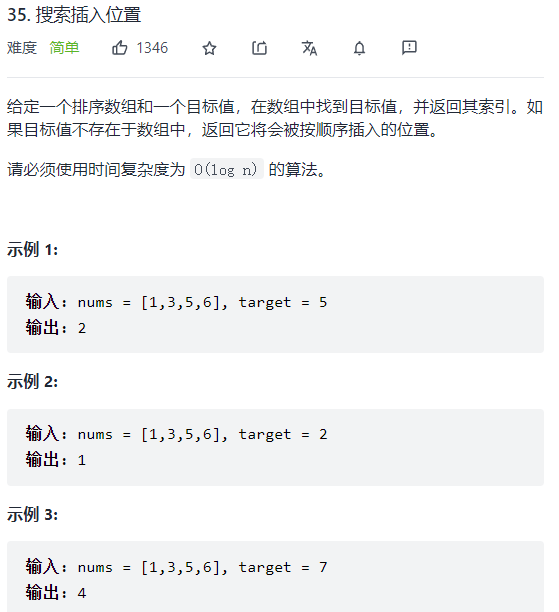 35. 搜索插入位置
难度 简单 1346
给定一个排序数组和一个目标值，在数组中找到目标值，并返回其索引。如
果目标值不存在于数组中，返回它将会被按顺序插入的位置。
请必须使用时间复杂度为 O(log n) 的算法。
示例 1:
输入: nums = [1,3,5,6], target = 5
输出: 2
示例 2:
输入: nums = [1,3,5,6], target = 2
输出: 1
示例 3:
输入: nums = [1,3,5,6], target = 7
输出: 4